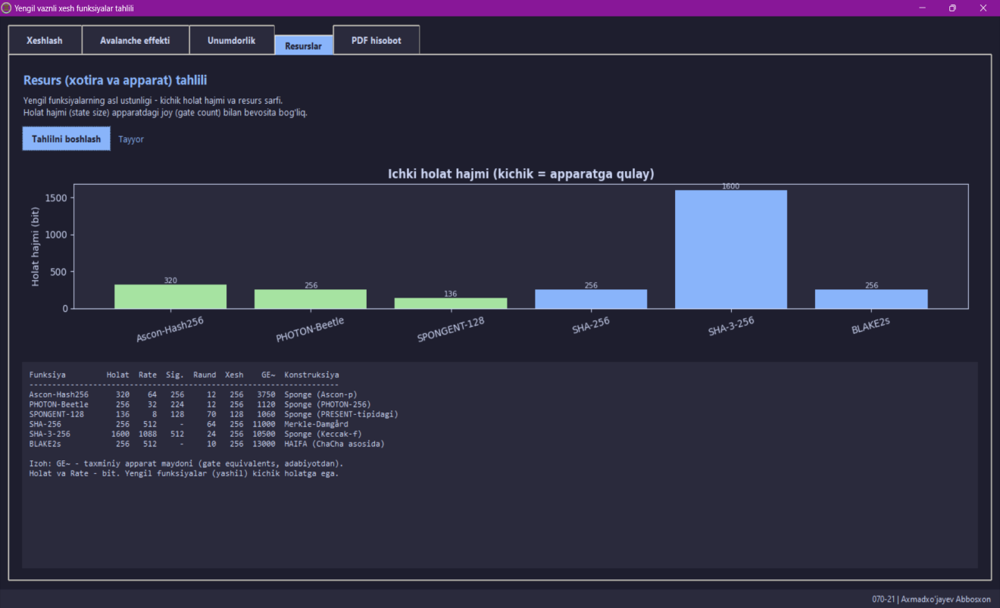 Yengil vaznli xesh funksiyalar tahlili
Xeshlash
Avalanche effekti
Unumdorlik
Resurslar
PDF hisobot
Resurs (xotira va apparat) tahlili
Yengil funksiyalarning asl ustunligi - kichik holat hajmi va resurs sarfi.
Holat hajmi (state size) apparatdagi joy (gate count) bilan bevosita bog'liq.
Tahlilni boshlash Tayyor
Ichki holat hajmi (kichik = apparatga qulay)
Holat hajmi (bit)
1500
1000
500
0
320
256
136
256
1600
256
Ascon-Hash256
PHOTON-Beetle
SPONGENT-128
SHA-256
SHA-3-256
BLAKE2s
Funksiya Holat Rate Sig. Raund Xesh GE~ Konstruksiya
--------------------------------------------------------------------
Ascon-Hash256 320 64 256 12 256 3750 Sponge (Ascon-p)
PHOTON-Beetle 256 32 224 12 256 1120 Sponge (PHOTON-256)
SPONGENT-128 136 8 128 70 128 1060 Sponge (PRESENT-tipidagi)
SHA-256 256 512 - 64 256 11000 Merkle-Damgård
SHA-3-256 1600 1088 512 24 256 10500 Sponge (Keccak-f)
BLAKE2s 256 512 - 10 256 13000 HAIFA (ChaCha asosida)
Izoh: GE~ - taxminiy apparat maydoni (gate equivalents, adabiyotdan).
Holat va Rate - bit. Yengil funksiyalar (yashil) kichik holatga ega.
070-21 | Axmadxo'jayev Abbosxon